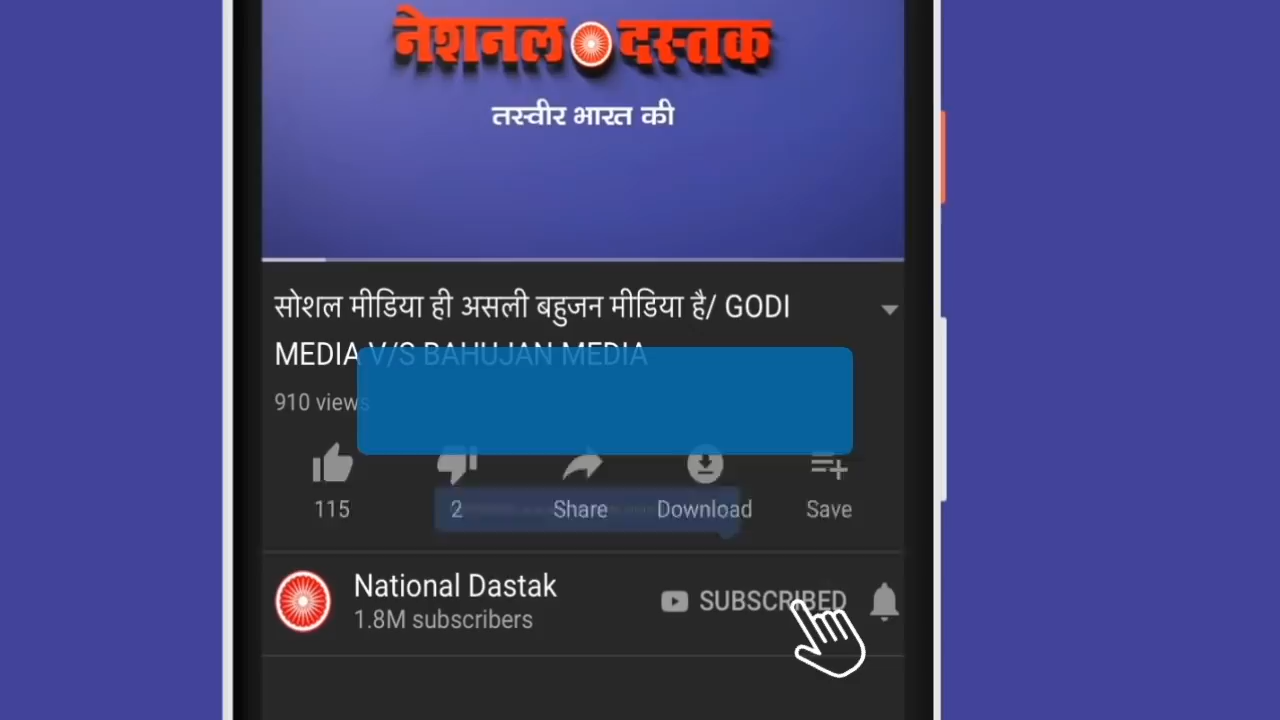 नेशनल दस्तक
तस्वीर भारत की
सोशल मीडिया ही असली बहुजन मीडिया है/ GODI
MEDIA V/S BAHUJAN MEDIA
910 views
115 2 Share Download Save
National Dastak SUBSCRIBED
1.8M subscribers